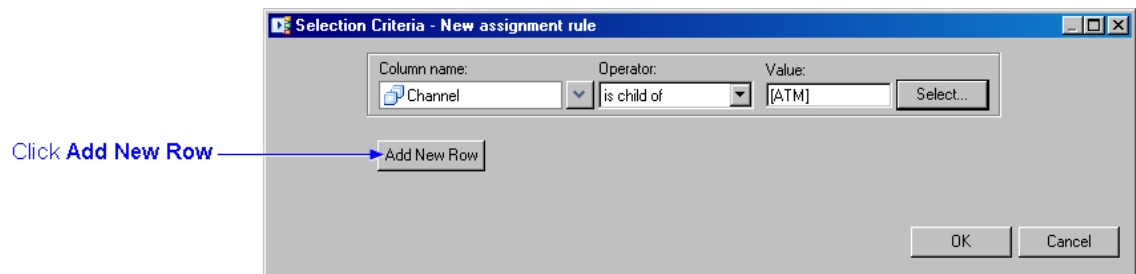 Selection Criteria - New assignment rule
Column name: Operator: Value:
Channel is child of [ATM] Select...
Click Add New Row Add New Row
OK Cancel